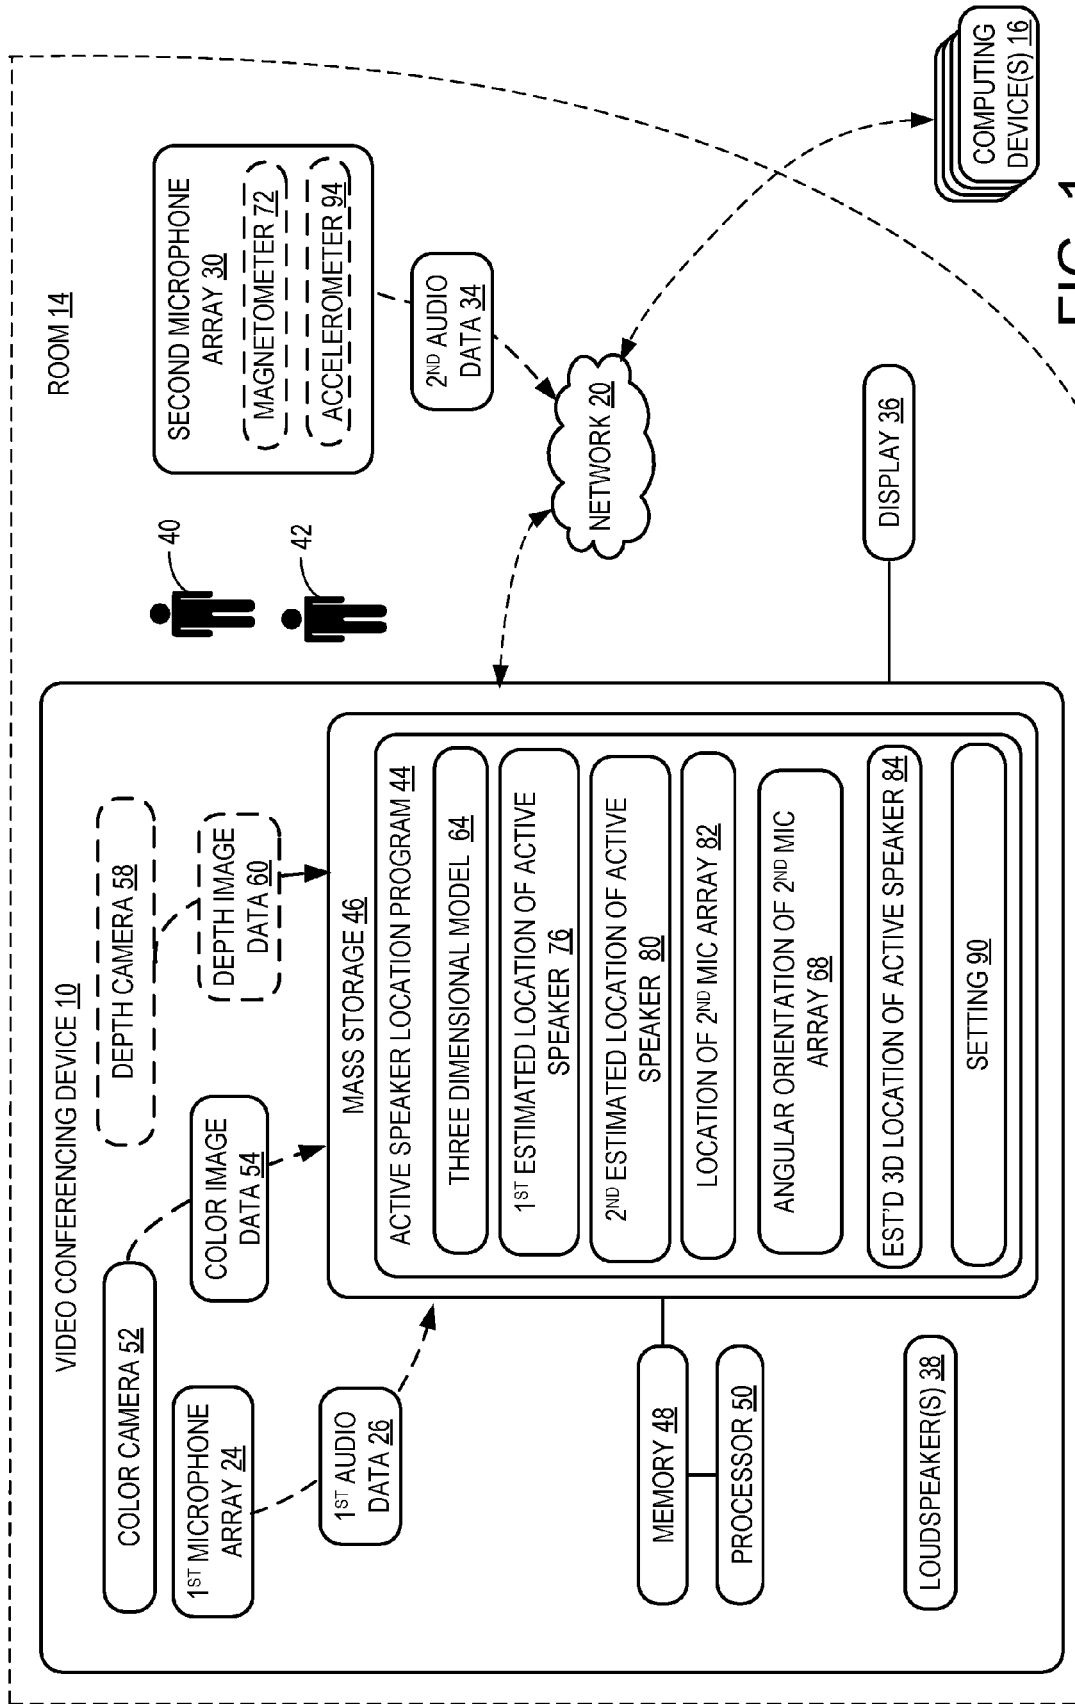 ROOM 14
VIDEO CONFERENCING DEVICE 10
COLOR CAMERA 52
1ST MICROPHONE
ARRAY 24
1ST AUDIO
DATA 26
COLOR IMAGE
DATA 54
DEPTH CAMERA 58
DEPTH IMAGE
DATA 60
MASS STORAGE 46
ACTIVE SPEAKER LOCATION PROGRAM 44
THREE DIMENSIONAL MODEL 64
1ST ESTIMATED LOCATION OF ACTIVE
SPEAKER 76
2ND ESTIMATED LOCATION OF ACTIVE
SPEAKER 80
LOCATION OF 2ND MIC ARRAY 82
ANGULAR ORIENTATION OF 2ND MIC
ARRAY 68
EST'D 3D LOCATION OF ACTIVE SPEAKER 84
SETTING 90
MEMORY 48
PROCESSOR 50
LOUDSPEAKER(S) 38
40
42
SECOND MICROPHONE
ARRAY 30
MAGNETOMETER 72
ACCELEROMETER 94
2ND AUDIO
DATA 34
NETWORK 20
DISPLAY 36
COMPUTING
DEVICE(S) 16